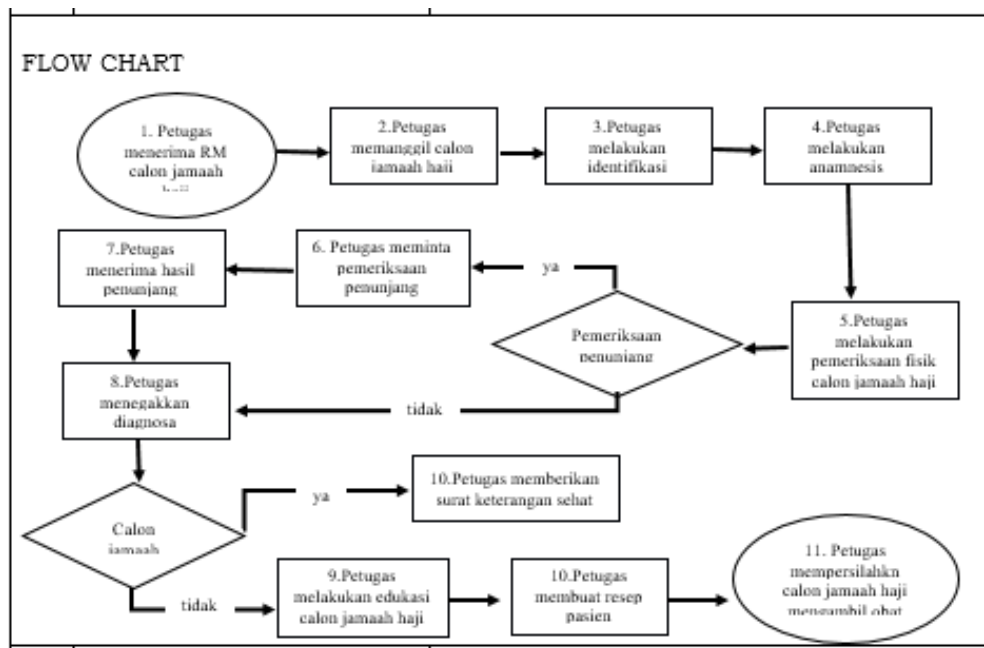 FLOW CHART
1. Petugas
menerima RM
calon jamaah
haji
2.Petugas
memanggil calon
jamaah haji
3.Petugas
melakukan
identifikasi
4.Petugas
melakukan
anamnesis
7.Petugas
menerima hasil
penunjang
6. Petugas meminta
pemeriksaan
penunjang
ya
Pemeriksaan
penunjang
5.Petugas
melakukan
pemeriksaan fisik
calon jamaah haji
8.Petugas
menegakkan
diagnosa
tidak
Calon
jamaah
ya
10.Petugas memberikan
surat keterangan sehat
tidak
9.Petugas
melakukan edukasi
calon jamaah haji
10.Petugas
membuat resep
pasien
11. Petugas
mempersilahkn
calon jamaah haji
mengambil obat